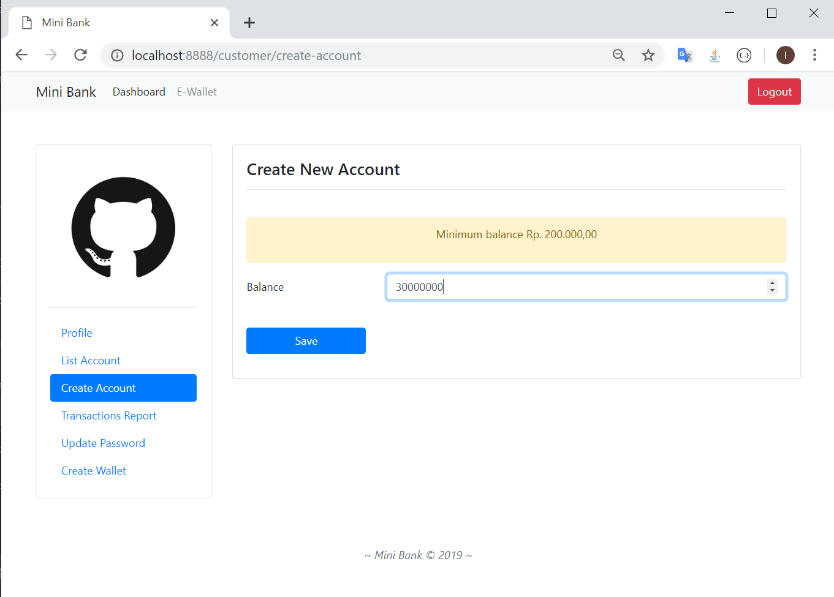 Mini Bank
localhost:8888/customer/create-account
I
Mini Bank Dashboard E-Wallet Logout
Create New Account
Minimum balance Rp. 200.000,00
Balance 30000000
Save
Profile
List Account
Create Account
Transactions Report
Update Password
Create Wallet
~ Mini Bank © 2019 ~